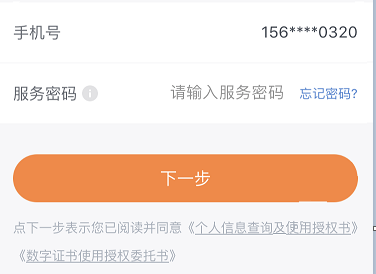 手机号 156****0320
服务密码 请输入服务密码 忘记密码?
下一步
点下一步表示您已阅读并同意《个人信息查询及使用授权书》
《数字证书使用授权委托书》